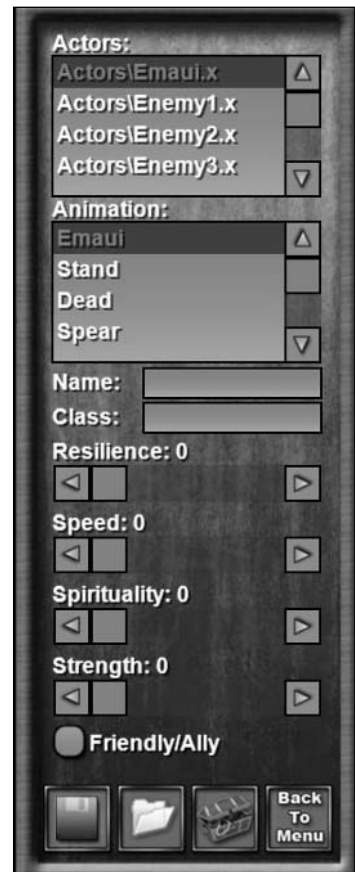 Actors:
Actors\Emaui.x
Actors\Enemy1.x
Actors\Enemy2.x
Actors\Enemy3.x
Animation:
Emaui
Stand
Dead
Spear
Name:
Class:
Resilience: 0
Speed: 0
Spirituality: 0
Strength: 0
Friendly/Ally
Back
To
Menu